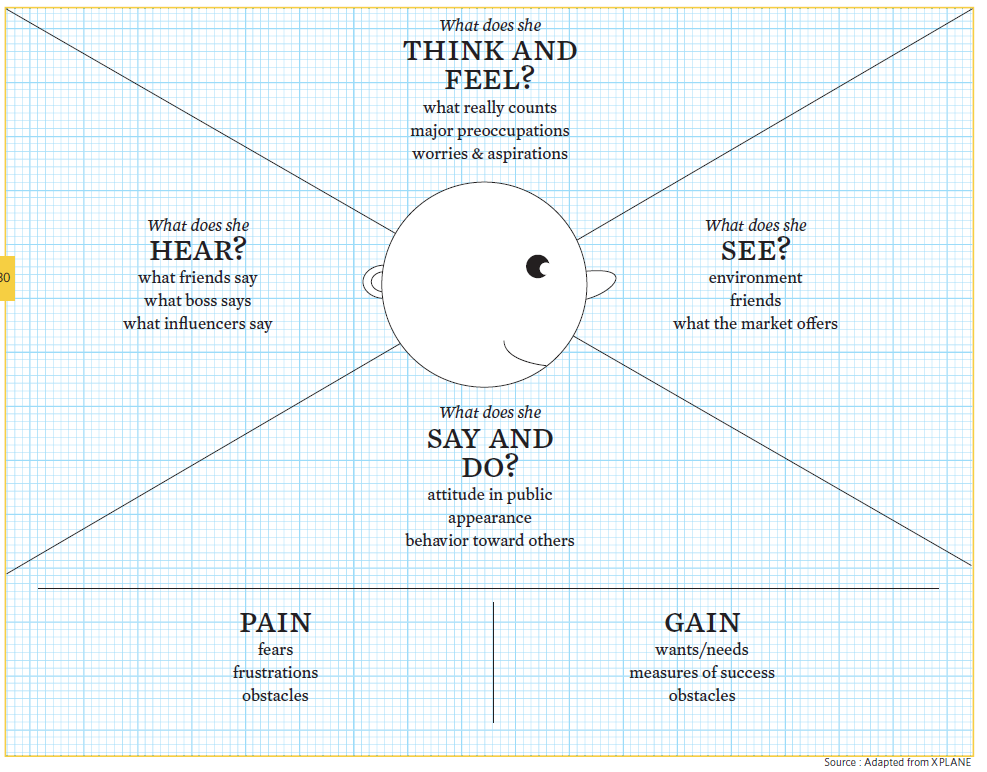 What does she
THINK AND
FEEL?
what really counts
major preoccupations
worries & aspirations
What does she
HEAR?
what friends say
what boss says
what influencers say
What does she
SEE?
environment
friends
what the market offers
What does she
SAY AND
DO?
attitude in public
appearance
behavior toward others
PAIN
fears
frustrations
obstacles
GAIN
wants/needs
measures of success
obstacles
Source : Adapted from XPLANE